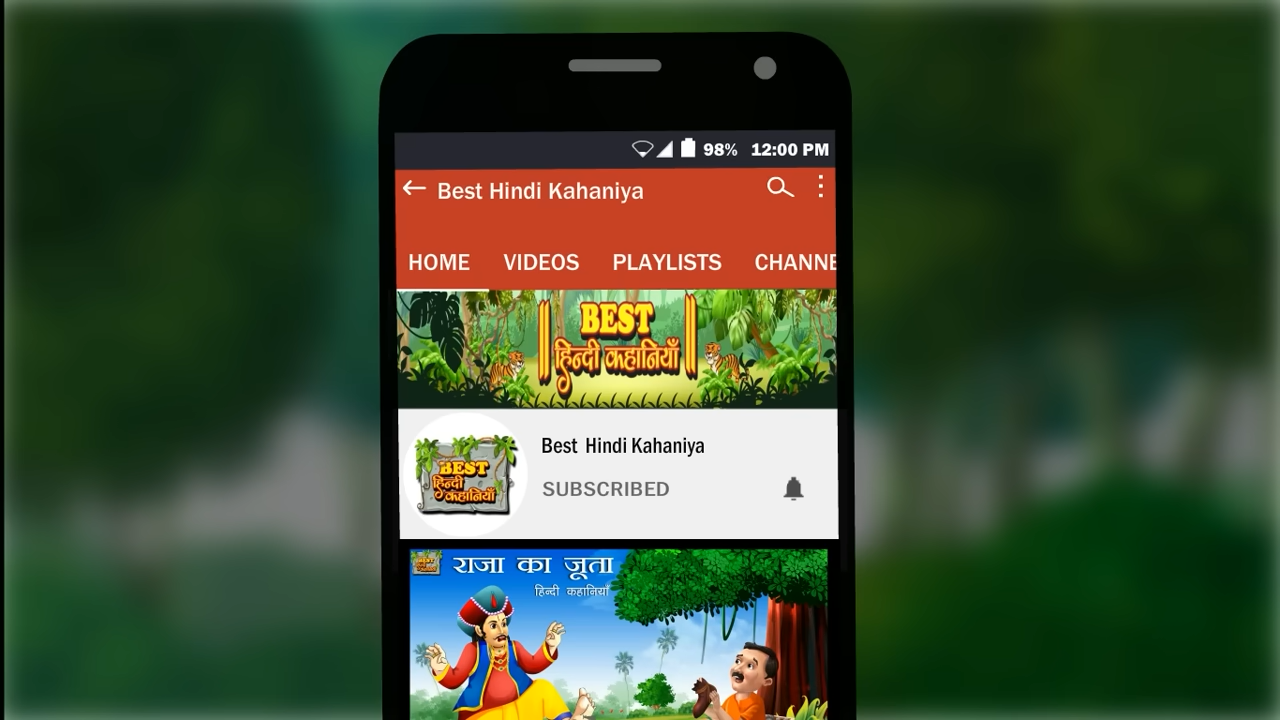 98% 12:00 PM
Best Hindi Kahaniya
HOME VIDEOS PLAYLISTS CHANNE
BEST
हिन्दी कहानियाँ
Best Hindi Kahaniya
BEST
हिन्दी
कहानियाँ
SUBSCRIBED
राजा का जूता
हिन्दी कहानियाँ